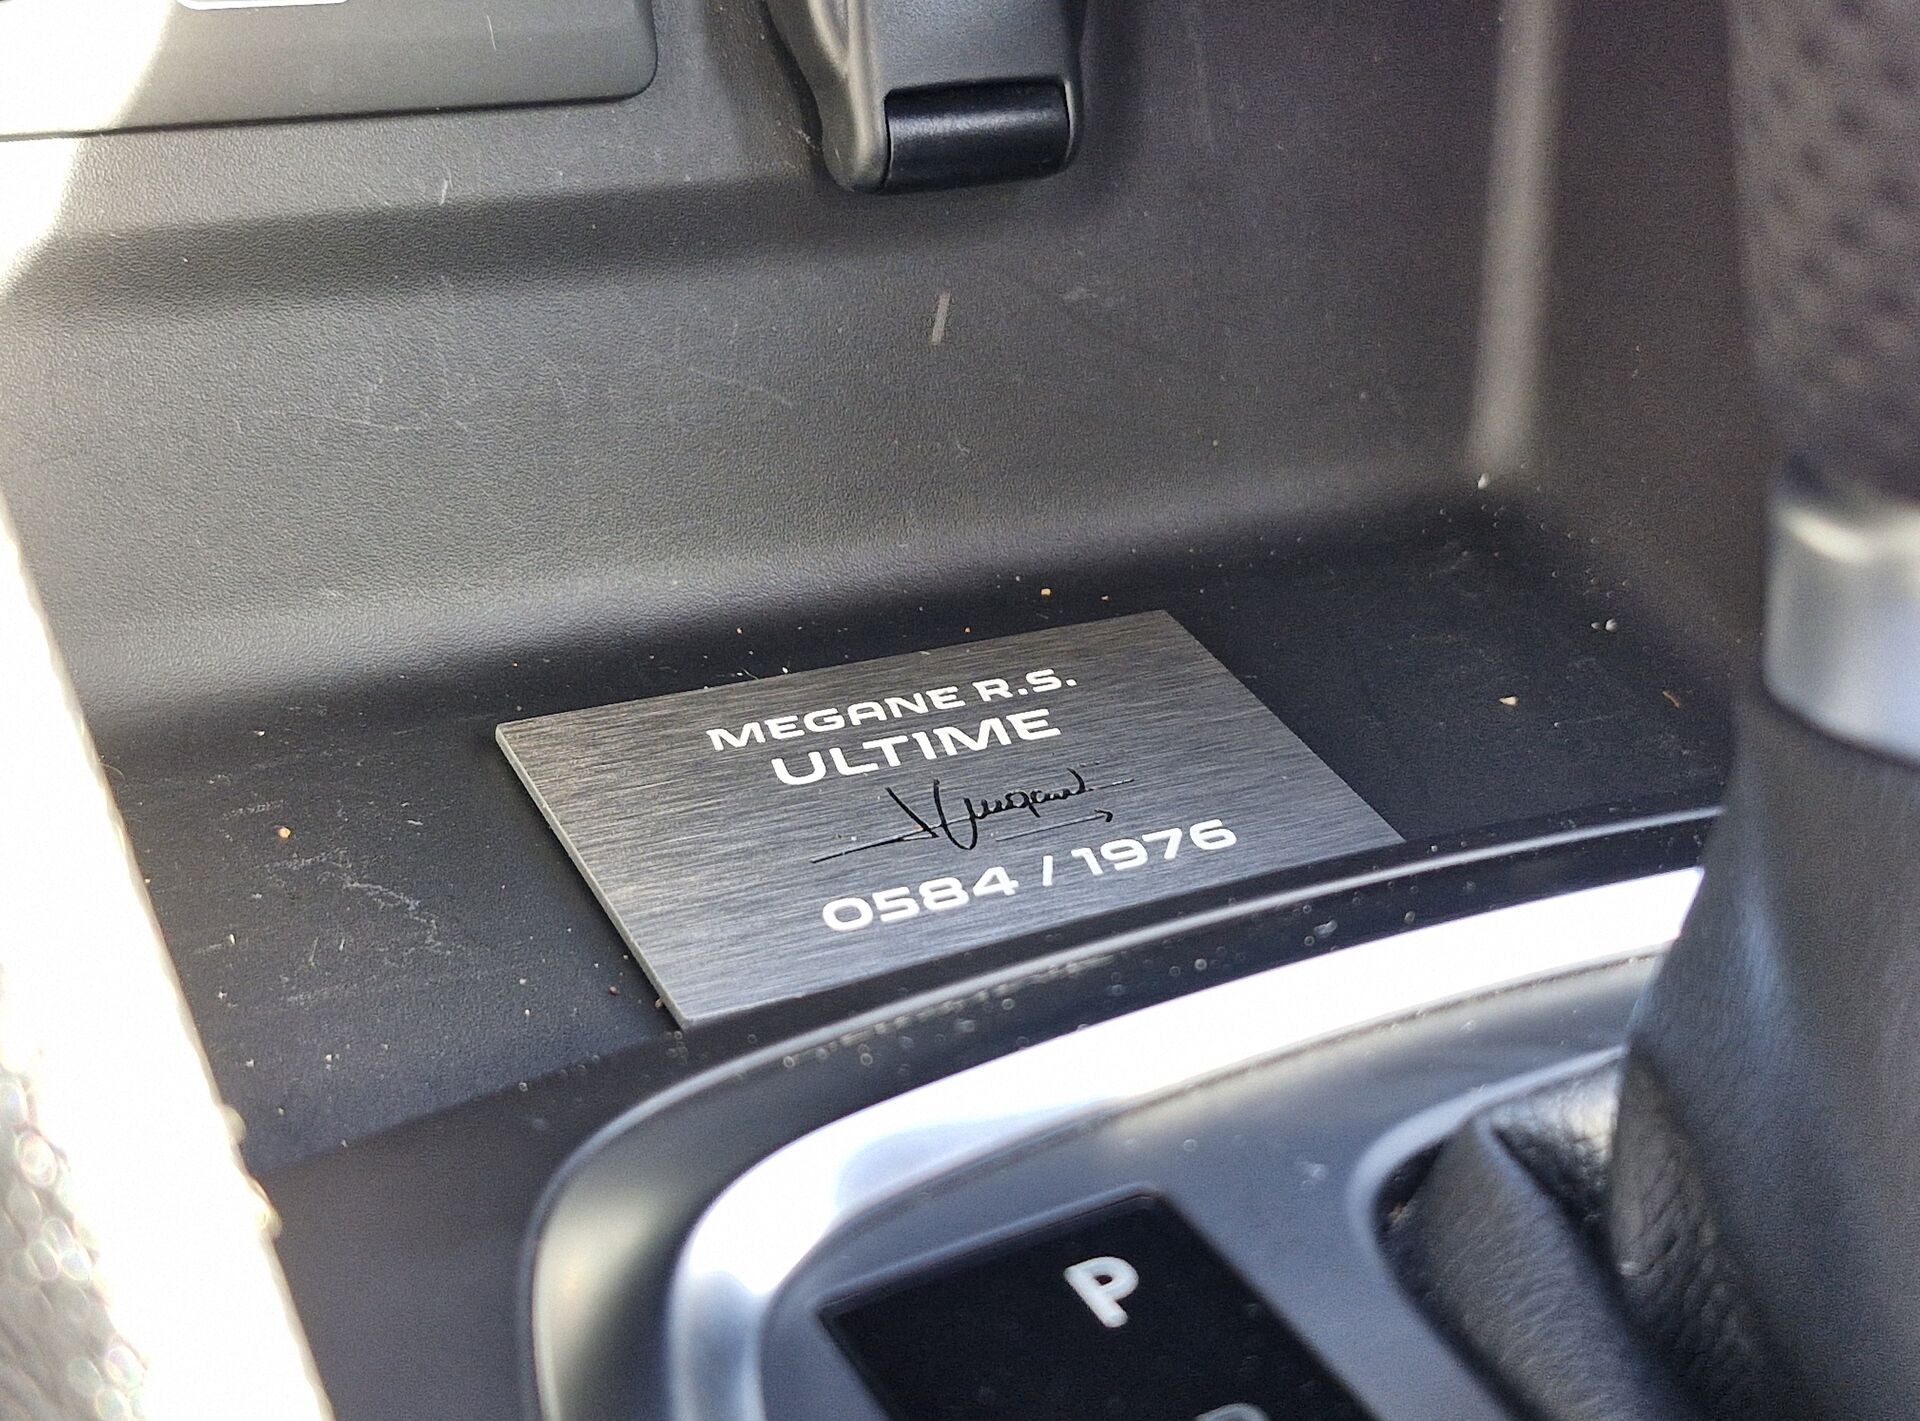 MEGANE R.S.
ULTIME
0584 / 1976
P